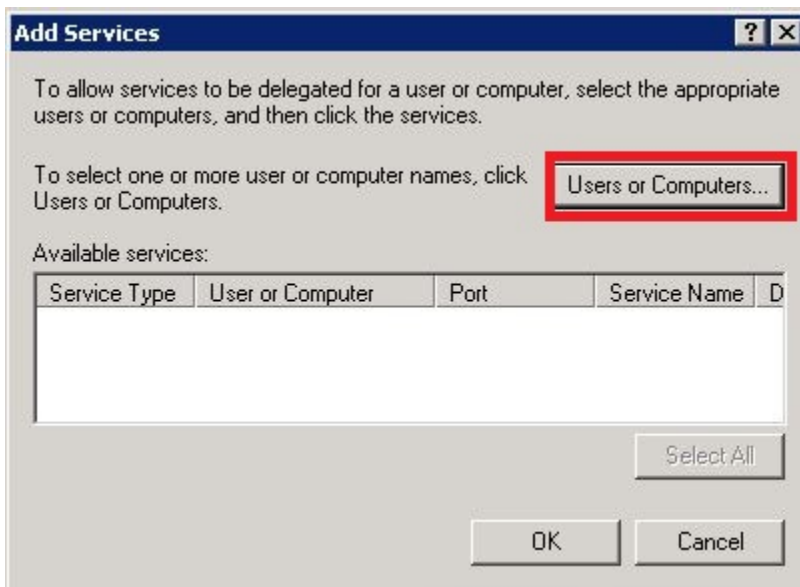 Add Services
To allow services to be delegated for a user or computer, select the appropriate
users or computers, and then click the services.
To select one or more user or computer names, click
Users or Computers.
Users or Computers...
Available services:
Service Type User or Computer Port Service Name D
Select All
OK Cancel